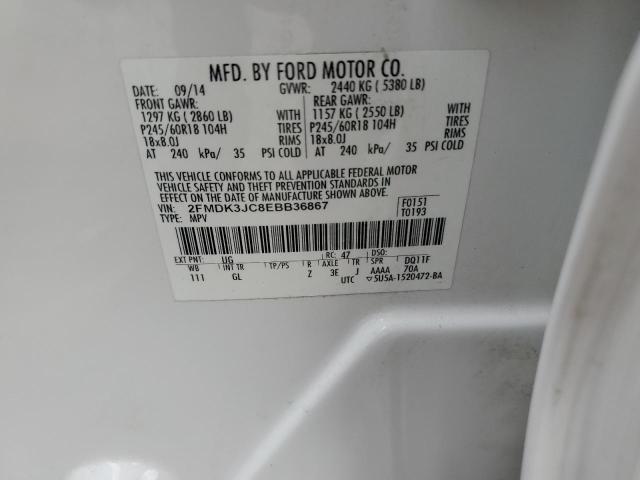 MFD. BY FORD MOTOR CO.
DATE: 09/14 GVWR: 2440 KG ( 5380 LB)
FRONT GAWR: REAR GAWR:
1297 KG ( 2860 LB) WITH 1157 KG ( 2550 LB) WITH
P245/60R18 104H TIRES P245/60R18 104H TIRES
18x8.0J RIMS 18x8.0J RIMS
AT 240 kPa/ 35 PSI COLD AT 240 kPa/ 35 PSI COLD
THIS VEHICLE CONFORMS TO ALL APPLICABLE FEDERAL MOTOR
VEHICLE SAFETY AND THEFT PREVENTION STANDARDS IN
EFFECT ON THE DATE OF MANUFACTURE SHOWN ABOVE.
VIN: 2FMDK3JC8EBB36867 F0151
TYPE: MPV T0193
EXT PNT: UG RC: 47 DSO:
WB INT TR TP/PS R AXLE TR SPR DQ11F
111 GL Z 3E J AAAA 70A
UTC ▽5U5A-1520472-BA